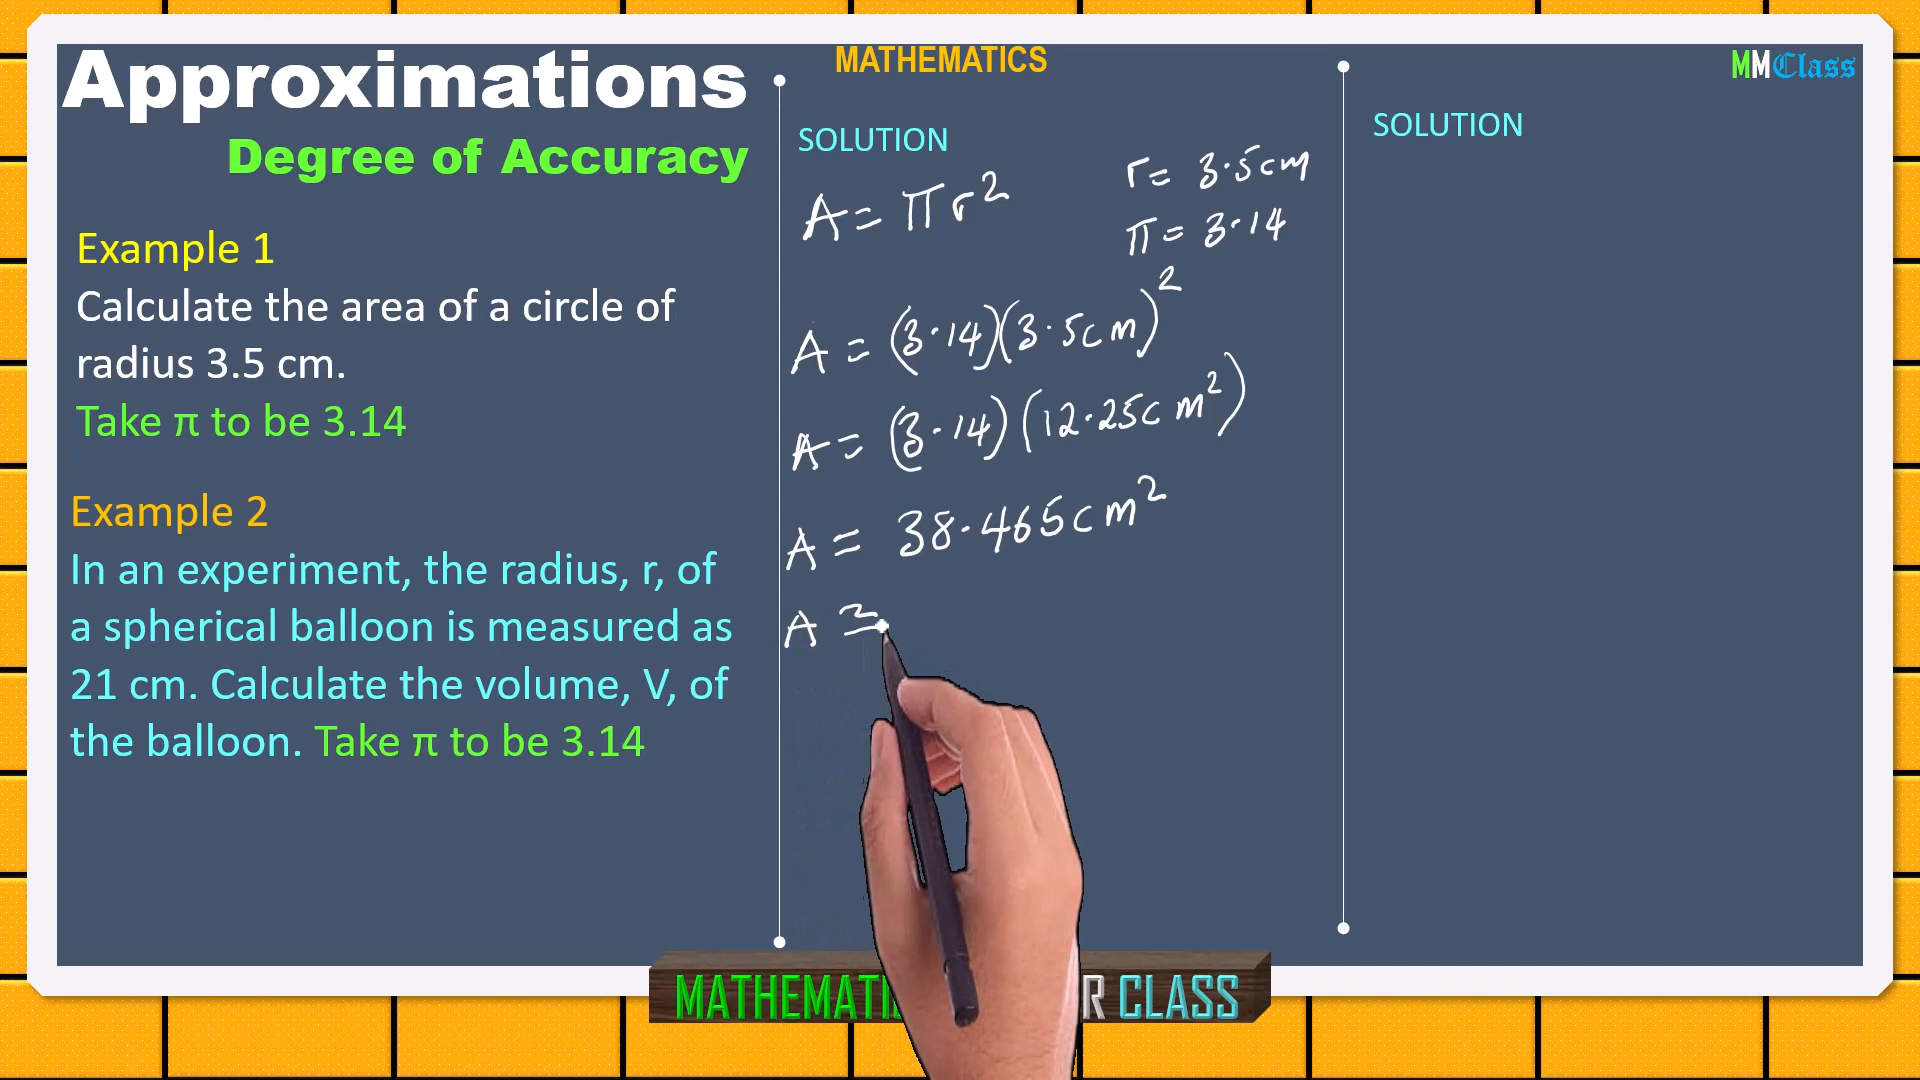 Approximations
Degree of Accuracy
Example 1
Calculate the area of a circle of
radius 3.5 cm.
Take π to be 3.14
Example 2
In an experiment, the radius, r, of
a spherical balloon is measured as
21 cm. Calculate the volume, V, of
the balloon. Take π to be 3.14
MATHEMATICS
SOLUTION
A = πr²
r = 3.5cm
π = 3.14
A = (3.14)(3.5cm)²
A = (3.14)(12.25cm²)
A = 38.465cm²
A ≃
MMClass
SOLUTION
CLASS